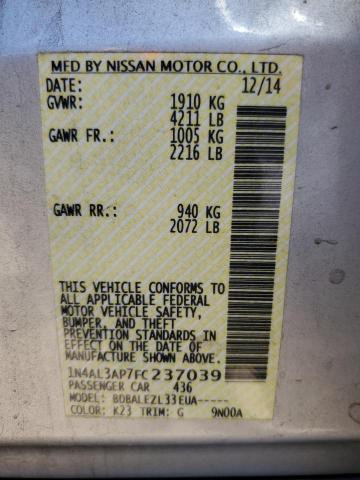 MFD BY NISSAN MOTOR CO., LTD.
DATE: 12/14
GVWR: 1910 KG
4211 LB
GAWR FR.: 1005 KG
2216 LB
GAWR RR.: 940 KG
2072 LB
THIS VEHICLE CONFORMS TO
ALL APPLICABLE FEDERAL
MOTOR VEHICLE SAFETY,
BUMPER, AND THEFT
PREVENTION STANDARDS IN
EFFECT ON THE DATE OF
MANUFACTURE SHOWN ABOVE.
1N4AL3AP7FC237039
PASSENGER CAR 436
MODEL: BDBALEZL33EUA-----
COLOR: K23 TRIM: G 9N00A